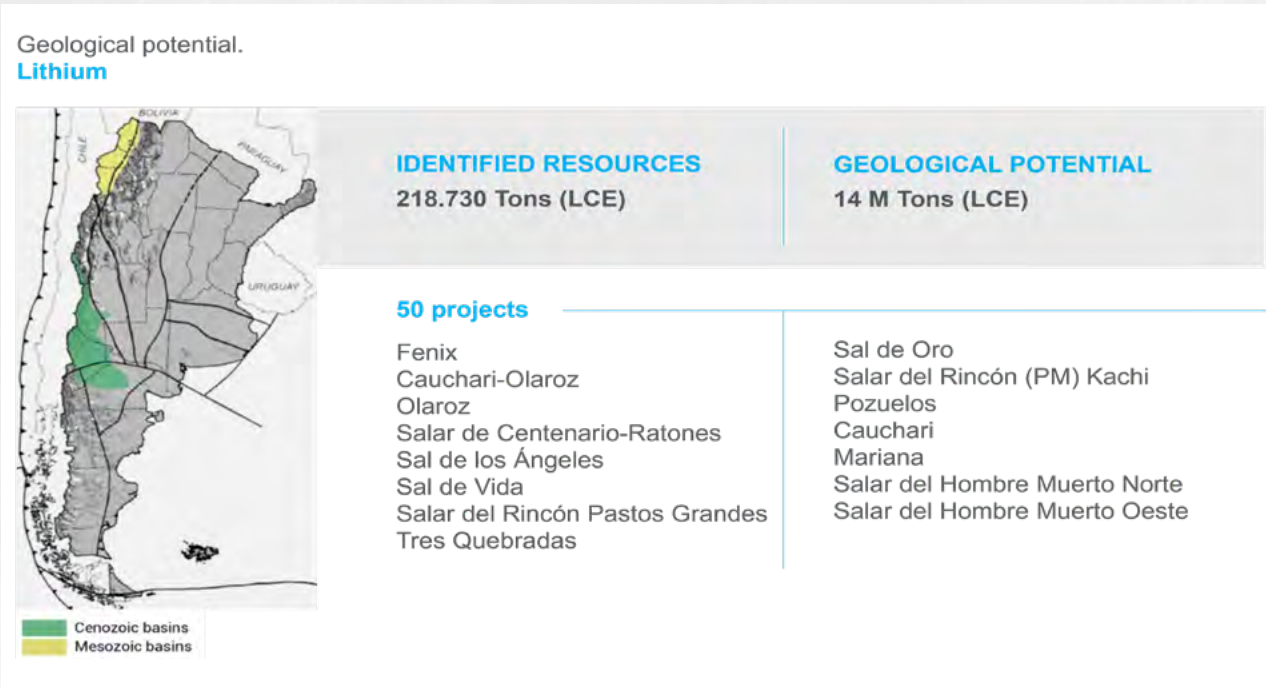 Geological potential.
Lithium
BOLIVIA
CHILE
PARAGUAY
URUGUAY
Cenozoic basins
Mesozoic basins
IDENTIFIED RESOURCES
218.730 Tons (LCE)
GEOLOGICAL POTENTIAL
14 M Tons (LCE)
50 projects
Fenix
Cauchari-Olaroz
Olaroz
Salar de Centenario-Ratones
Sal de los Ángeles
Sal de Vida
Salar del Rincón Pastos Grandes
Tres Quebradas
Sal de Oro
Salar del Rincón (PM) Kachi
Pozuelos
Cauchari
Mariana
Salar del Hombre Muerto Norte
Salar del Hombre Muerto Oeste